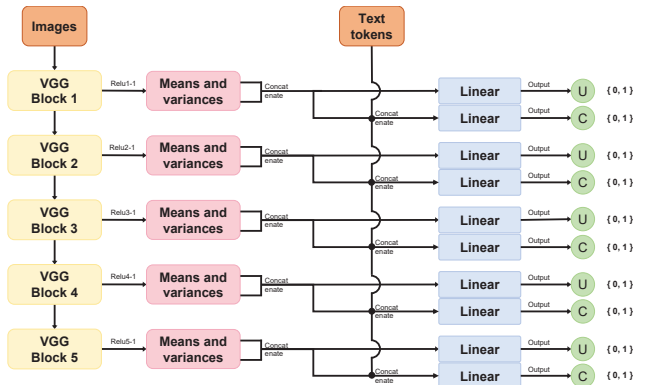 Images
Text
tokens
VGG
Block 1
Relu1-1
Means and
variances
Concat
enate
Concat
enate
Linear
Output
U
{ 0, 1 }
Linear
Output
C
{ 0, 1 }
VGG
Block 2
Relu2-1
Means and
variances
Concat
enate
Concat
enate
Linear
Output
U
{ 0, 1 }
Linear
Output
C
{ 0, 1 }
VGG
Block 3
Relu3-1
Means and
variances
Concat
enate
Concat
enate
Linear
Output
U
{ 0, 1 }
Linear
Output
C
{ 0, 1 }
VGG
Block 4
Relu4-1
Means and
variances
Concat
enate
Concat
enate
Linear
Output
U
{ 0, 1 }
Linear
Output
C
{ 0, 1 }
VGG
Block 5
Relu5-1
Means and
variances
Concat
enate
Concat
enate
Linear
Output
U
{ 0, 1 }
Linear
Output
C
{ 0, 1 }